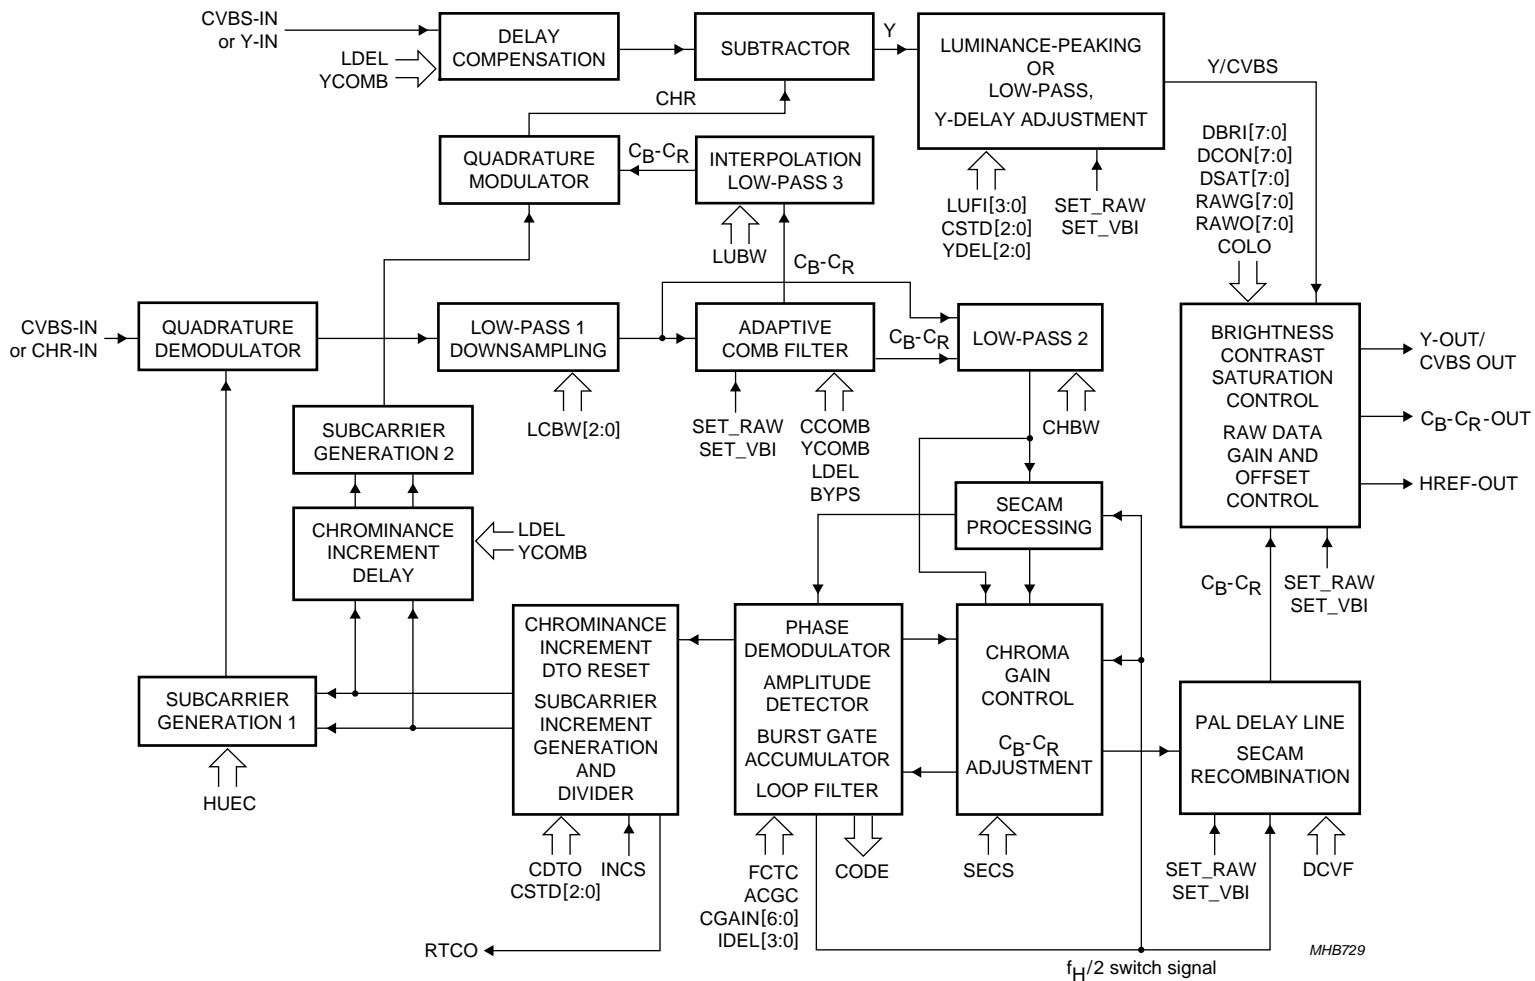 CVBS-IN
or Y-IN
LDEL
YCOMB
DELAY
COMPENSATION
SUBTRACTOR
Y
LUMINANCE-PEAKING
OR
LOW-PASS,
Y-DELAY ADJUSTMENT
Y/CVBS
CHR
QUADRATURE
MODULATOR
CB-CR
INTERPOLATION
LOW-PASS 3
LUBW
CB-CR
LUFI[3:0]
CSTD[2:0]
YDEL[2:0]
SET_RAW
SET_VBI
DBRI[7:0]
DCON[7:0]
DSAT[7:0]
RAWG[7:0]
RAWO[7:0]
COLO
CVBS-IN
or CHR-IN
QUADRATURE
DEMODULATOR
LOW-PASS 1
DOWNSAMPLING
LCBW[2:0]
ADAPTIVE
COMB FILTER
CB-CR
LOW-PASS 2
SET_RAW
SET_VBI
CCOMB
YCOMB
LDEL
BYPS
CHBW
BRIGHTNESS
CONTRAST
SATURATION
CONTROL
RAW DATA
GAIN AND
OFFSET
CONTROL
Y-OUT/
CVBS OUT
CB-CR-OUT
HREF-OUT
SUBCARRIER
GENERATION 2
CHROMINANCE
INCREMENT
DELAY
LDEL
YCOMB
SECAM
PROCESSING
CB-CR
SET_RAW
SET_VBI
SUBCARRIER
GENERATION 1
HUEC
CHROMINANCE
INCREMENT
DTO RESET
SUBCARRIER
INCREMENT
GENERATION
AND
DIVIDER
CDTO
CSTD[2:0]
INCS
RTCO
PHASE
DEMODULATOR
AMPLITUDE
DETECTOR
BURST GATE
ACCUMULATOR
LOOP FILTER
FCTC
ACGC
CGAIN[6:0]
IDEL[3:0]
CODE
CHROMA
GAIN
CONTROL
CB-CR
ADJUSTMENT
SECS
PAL DELAY LINE
SECAM
RECOMBINATION
SET_RAW
SET_VBI
DCVF
fH/2 switch signal
MHB729